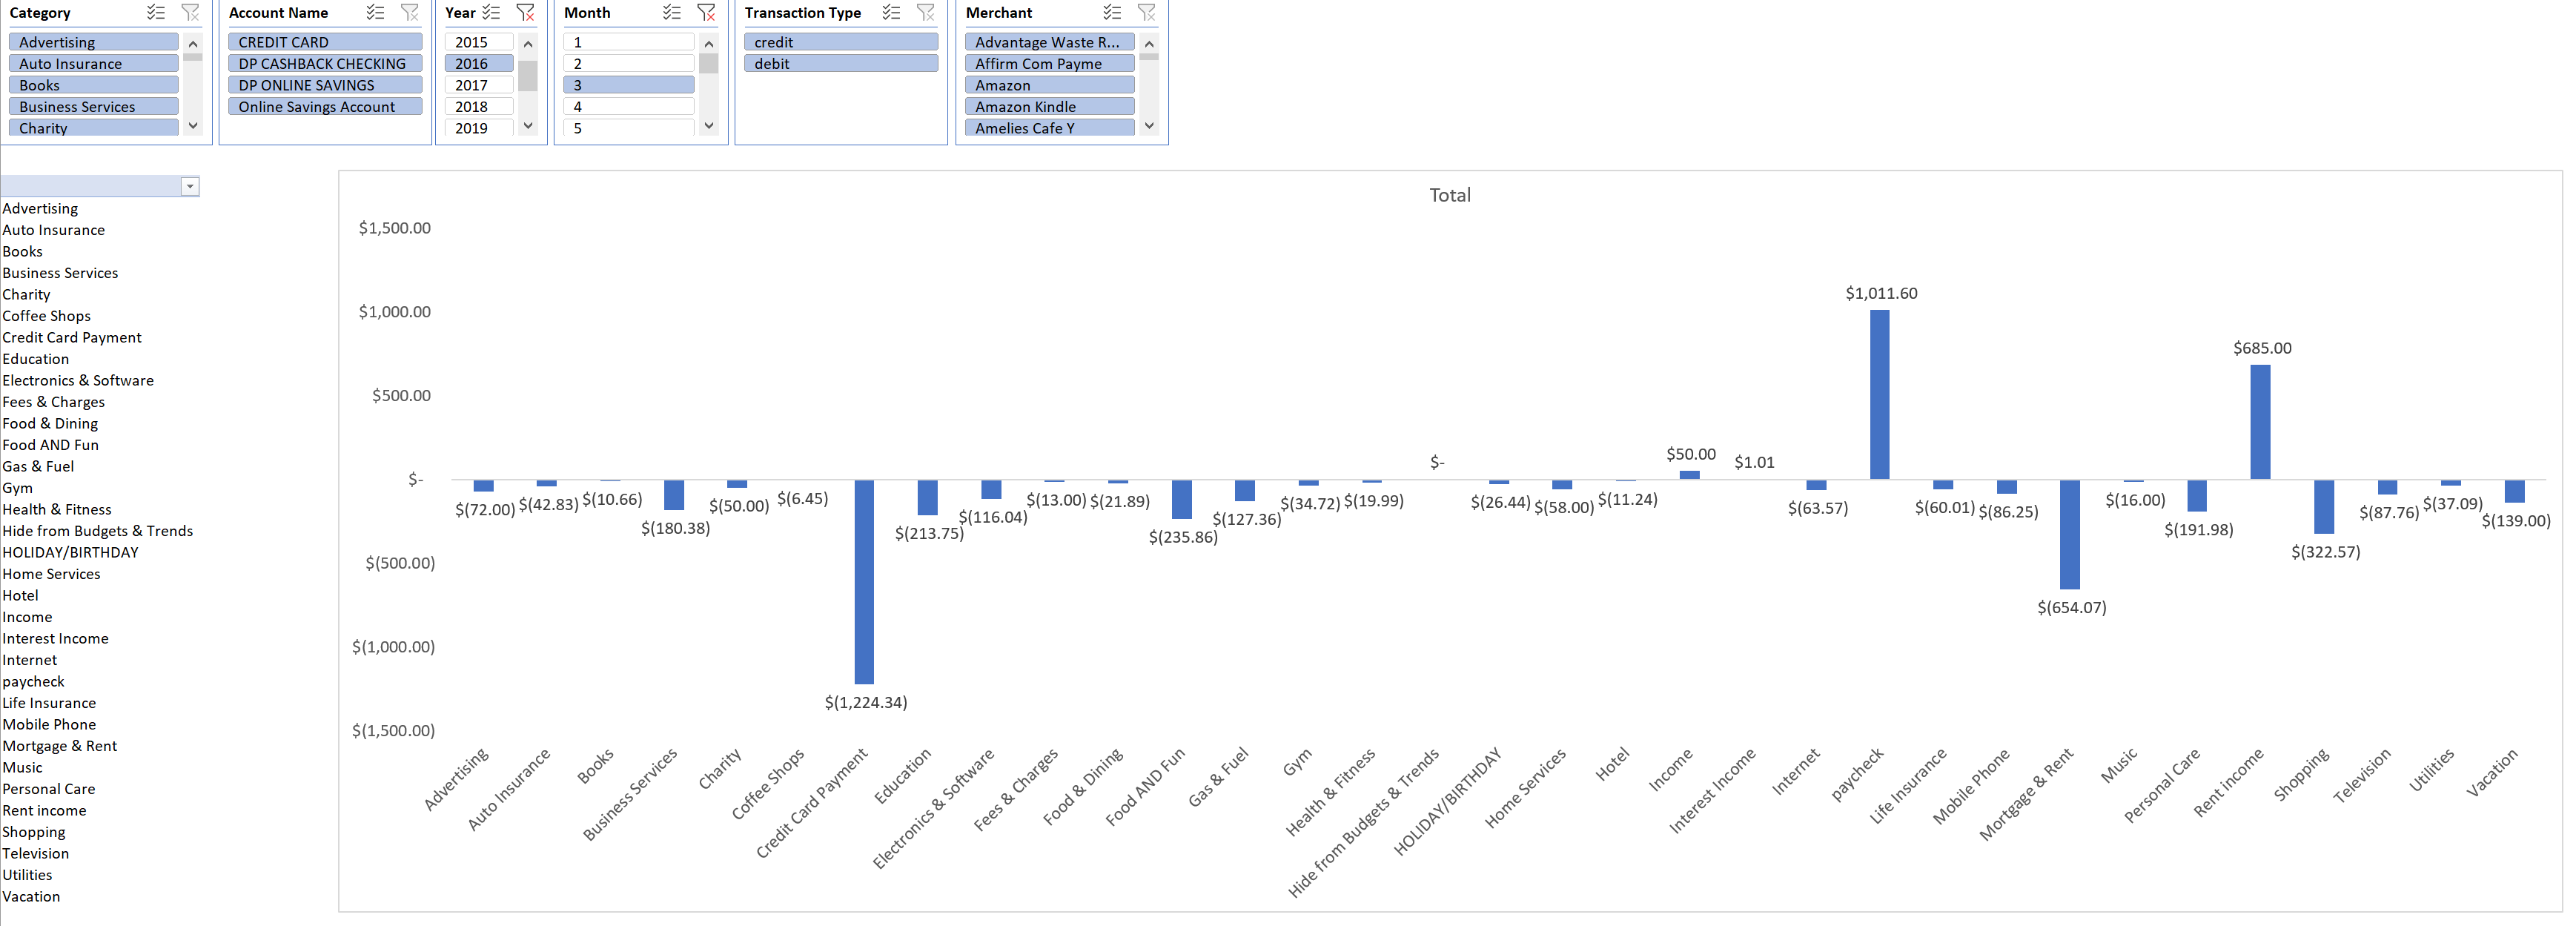 Category
Advertising
Auto Insurance
Books
Business Services
Charity
Account Name
CREDIT CARD
DP CASHBACK CHECKING
DP ONLINE SAVINGS
Online Savings Account
Year
2015
2016
2017
2018
2019
Month
1
2
3
4
5
Transaction Type
credit
debit
Merchant
Advantage Waste R...
Affirm Com Payme
Amazon
Amazon Kindle
Amelies Cafe Y
Advertising
Auto Insurance
Books
Business Services
Charity
Coffee Shops
Credit Card Payment
Education
Electronics & Software
Fees & Charges
Food & Dining
Food AND Fun
Gas & Fuel
Gym
Health & Fitness
Hide from Budgets & Trends
HOLIDAY/BIRTHDAY
Home Services
Hotel
Income
Interest Income
Internet
paycheck
Life Insurance
Mobile Phone
Mortgage & Rent
Music
Personal Care
Rent income
Shopping
Television
Utilities
Vacation
Total
$1,500.00
$1,000.00
$500.00
$-
$(500.00)
$(1,000.00)
$(1,500.00)
$(72.00)
$(42.83)
$(10.66)
$(180.38)
$(50.00)
$(6.45)
$(1,224.34)
$(213.75)
$(116.04)
$(13.00)
$(21.89)
$(235.86)
$(127.36)
$(34.72)
$(19.99)
$-
$(26.44)
$(58.00)
$(11.24)
$50.00
$1.01
$(63.57)
$1,011.60
$(60.01)
$(86.25)
$(654.07)
$(16.00)
$(191.98)
$685.00
$(322.57)
$(87.76)
$(37.09)
$(139.00)
Advertising
Auto Insurance
Books
Business Services
Charity
Coffee Shops
Credit Card Payment
Education
Electronics & Software
Fees & Charges
Food & Dining
Food AND Fun
Gas & Fuel
Gym
Health & Fitness
Hide from Budgets & Trends
HOLIDAY/BIRTHDAY
Home Services
Hotel
Income
Interest Income
Internet
paycheck
Life Insurance
Mobile Phone
Mortgage & Rent
Music
Personal Care
Rent income
Shopping
Television
Utilities
Vacation